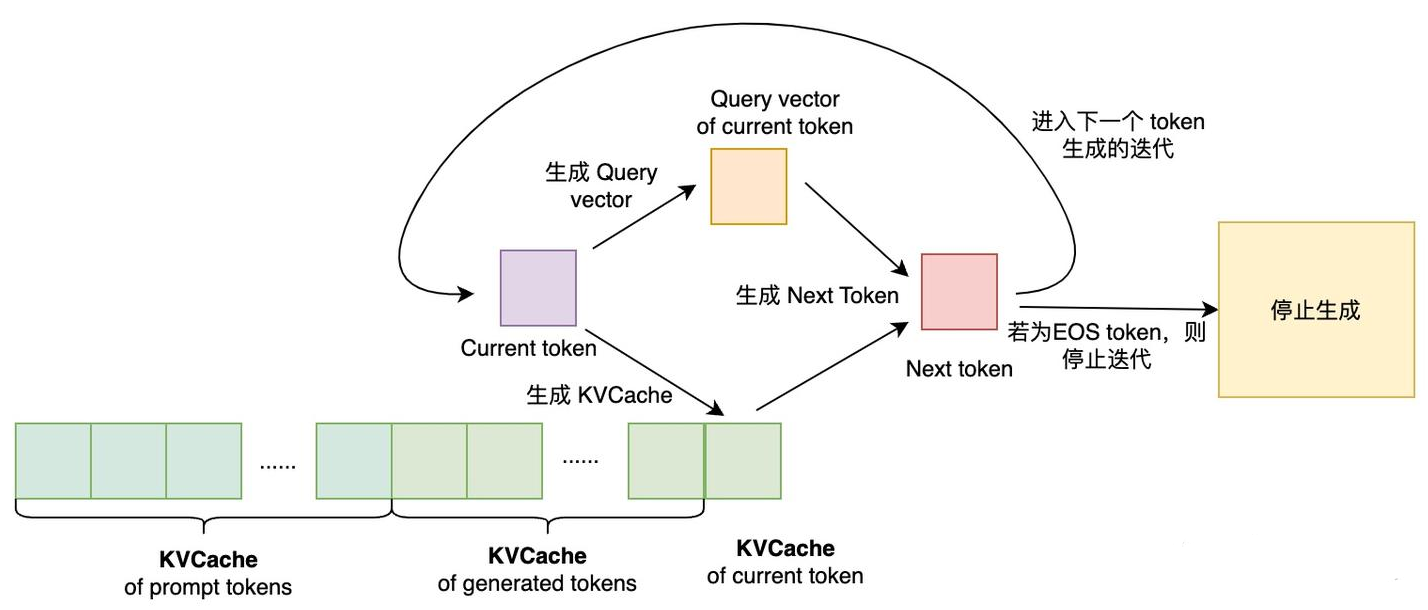 Query vector
of current token
进入下一个 token
生成的迭代
生成 Query
vector
生成 Next Token
停止生成
若为EOS token，则
停止迭代
Current token
Next token
生成 KVCache
......
......
KVCache
of prompt tokens
KVCache
of generated tokens
KVCache
of current token